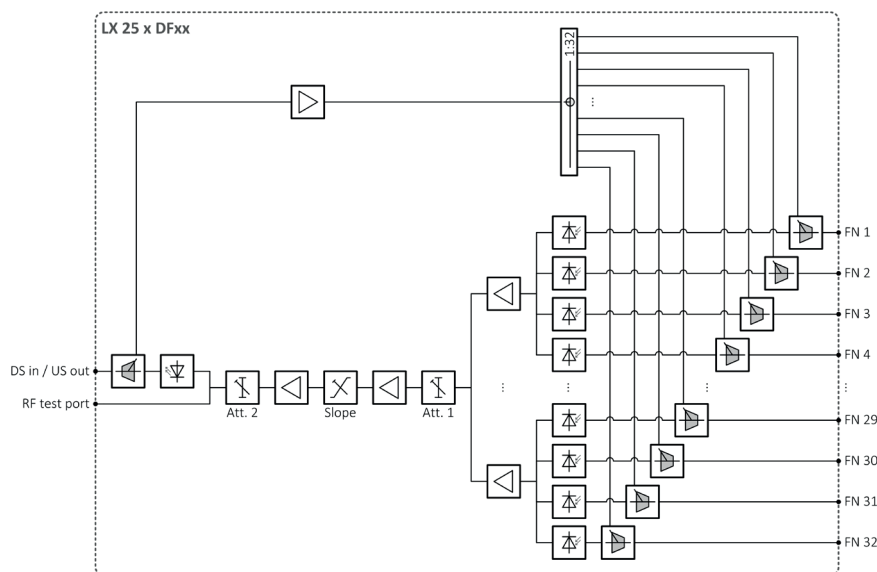 LX 25 x DFxx
1:32
...
FN 1
FN 2
FN 3
FN 4
DS in / US out
RF test port
Att. 2
Slope
Att. 1
... ... ... ...
FN 29
FN 30
FN 31
FN 32